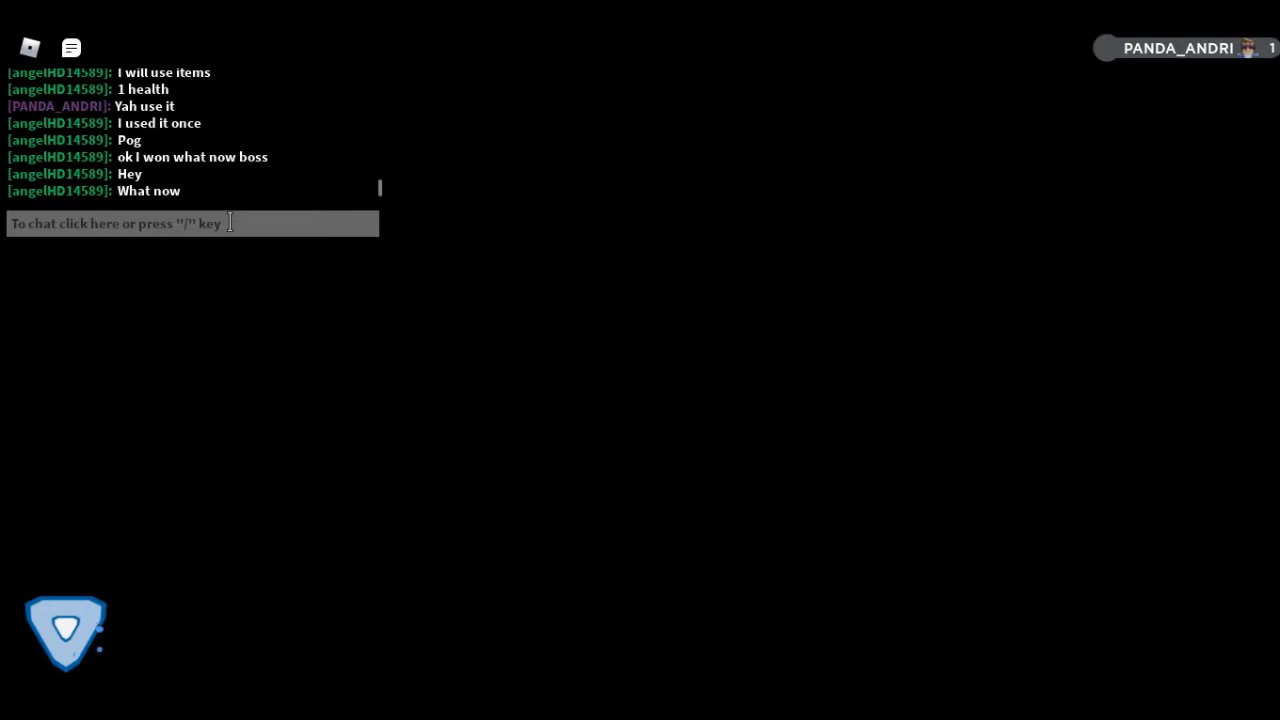 PANDA_ANDRI 1
[angelHD14589]: I will use items
[angelHD14589]: 1 health
[PANDA_ANDRI]: Yah use it
[angelHD14589]: I used it once
[angelHD14589]: Pog
[angelHD14589]: ok I won what now boss
[angelHD14589]: Hey
[angelHD14589]: What now
To chat click here or press "/" key